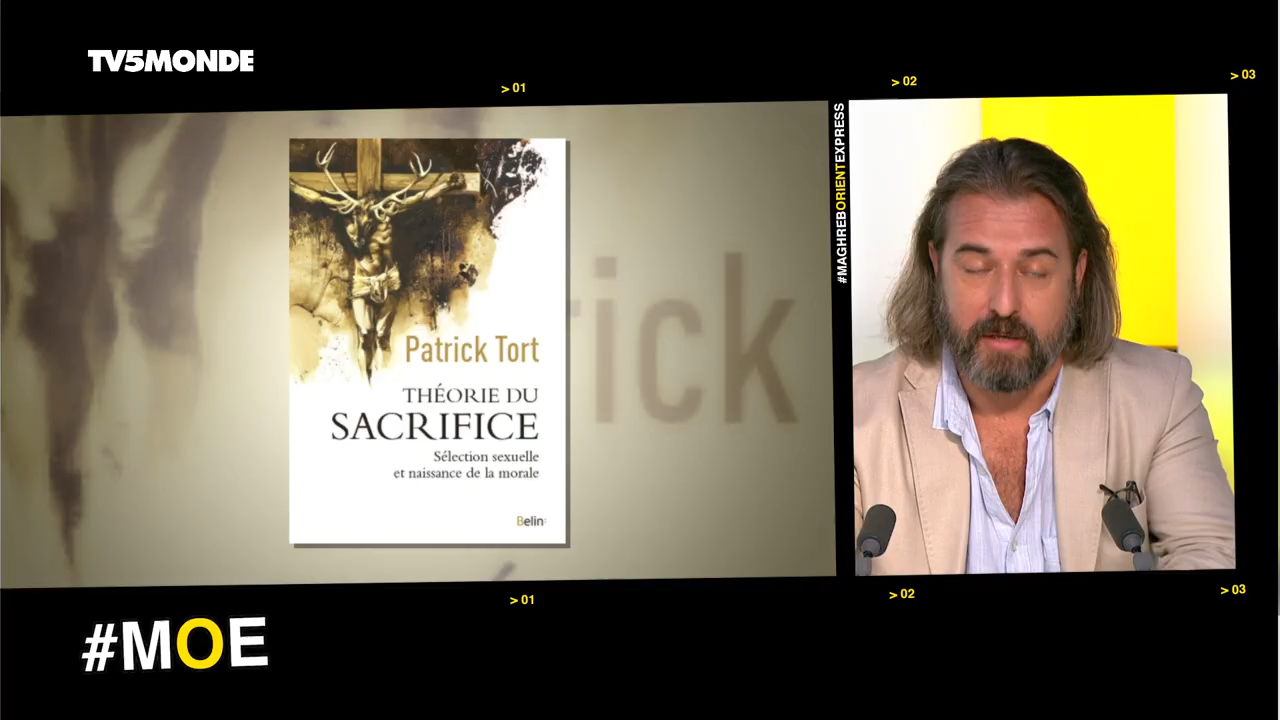 TV5MONDE
> 01
> 02
> 03
#MAGHREBORIENTEXPRESS
ick
Patrick Tort
THÉORIE DU
SACRIFICE
Sélection sexuelle
et naissance de la morale
Belin:
> 01
> 02
> 03
#MOE